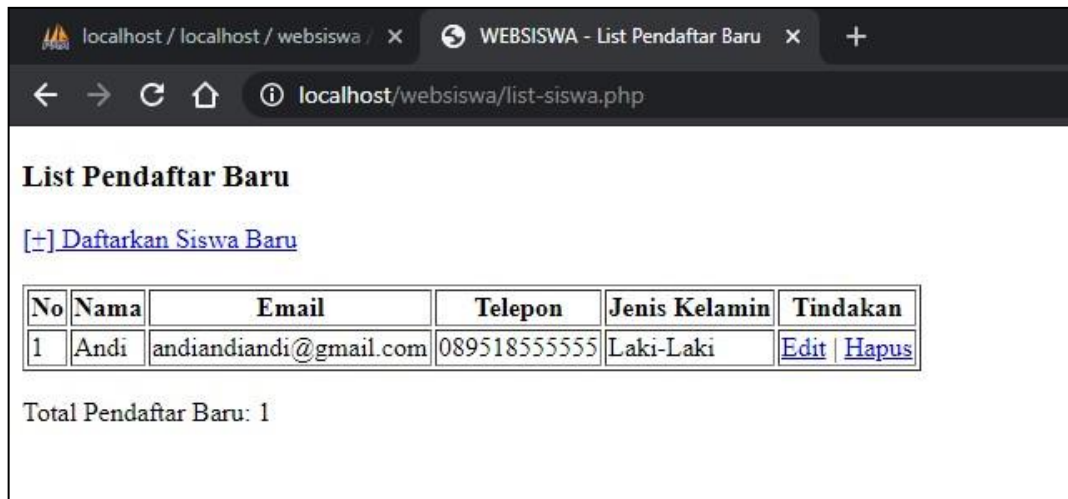 localhost / localhost / websiswa /
WEBSISWA - List Pendaftar Baru
localhost/websiswa/list-siswa.php
List Pendaftar Baru
[+] Daftarkan Siswa Baru
No Nama Email Telepon Jenis Kelamin Tindakan
1 Andi andiandiandi@gmail.com 089518555555 Laki-Laki Edit | Hapus
Total Pendaftar Baru: 1